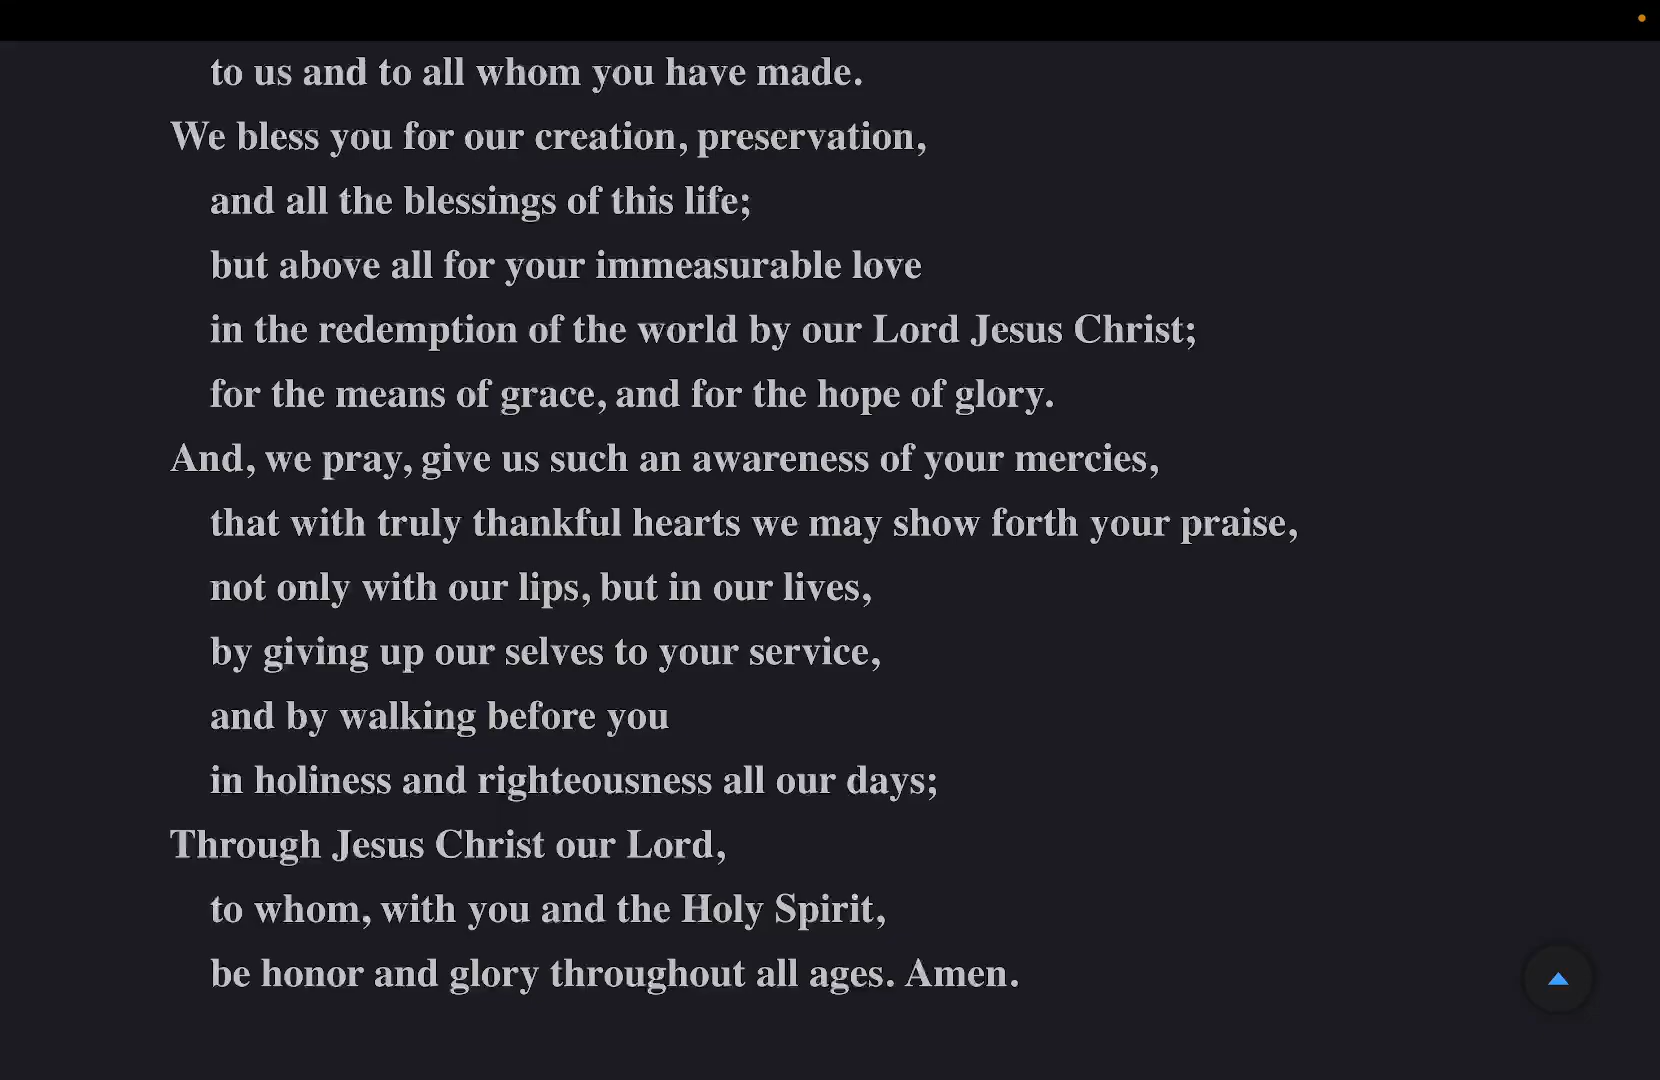 to us and to all whom you have made.
We bless you for our creation, preservation,
and all the blessings of this life;
but above all for your immeasurable love
in the redemption of the world by our Lord Jesus Christ;
for the means of grace, and for the hope of glory.
And, we pray, give us such an awareness of your mercies,
that with truly thankful hearts we may show forth your praise,
not only with our lips, but in our lives,
by giving up our selves to your service,
and by walking before you
in holiness and righteousness all our days;
Through Jesus Christ our Lord,
to whom, with you and the Holy Spirit,
be honor and glory throughout all ages. Amen.